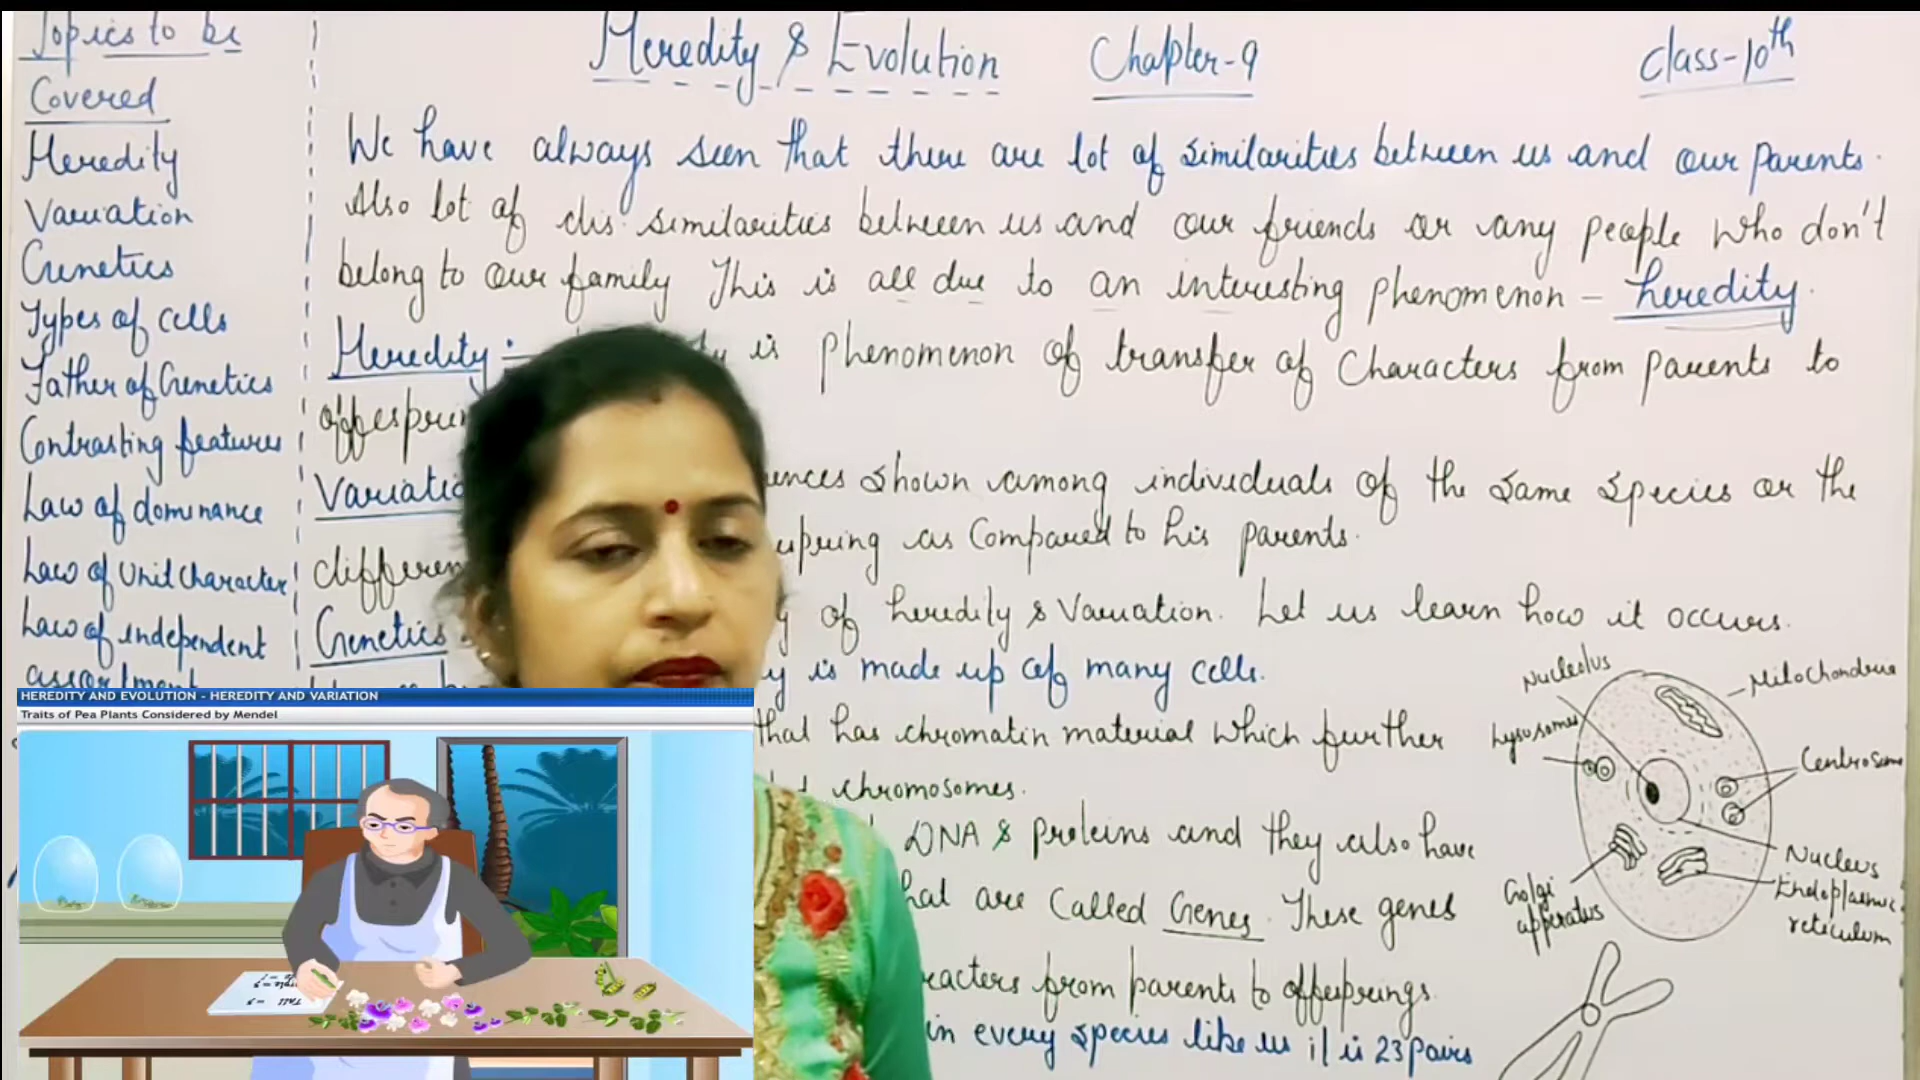 Topics to be
Covered
Heredity
Variation
Genetics
Types of cells
Father of Genetics
Contrasting features
Law of dominance
Law of Unit Character
Law of independent
assortment
Heredity & Evolution Chapter-9 class-10th
We have always seen that there are lot of similarities between us and our parents.
Also lot of dis.similarities between us and our friends or any people who don't
belong to our family This is all due to an interesting phenomenon – heredity.
Heredity :- is phenomenon of transfer of Characters from parents to
shown among individuals of the same species or the
as Compared to his parents.
Genetics of heredity & Variation. Let us learn how it occurs.
is made up of many cells.
that has chromatin material which further
chromosomes.
DNA & proteins and they also have
are Called Genes. These genes
from parents to offsprings.
in every species like us it is 23 pairs
Nucleolus
Mitochondria
Lysosomes
Centrosome
Nucleus
Golgi
apparatus
Endoplasmic
reticulum
HEREDITY AND EVOLUTION - HEREDITY AND VARIATION
Traits of Pea Plants Considered by Mendel
Tall = ?